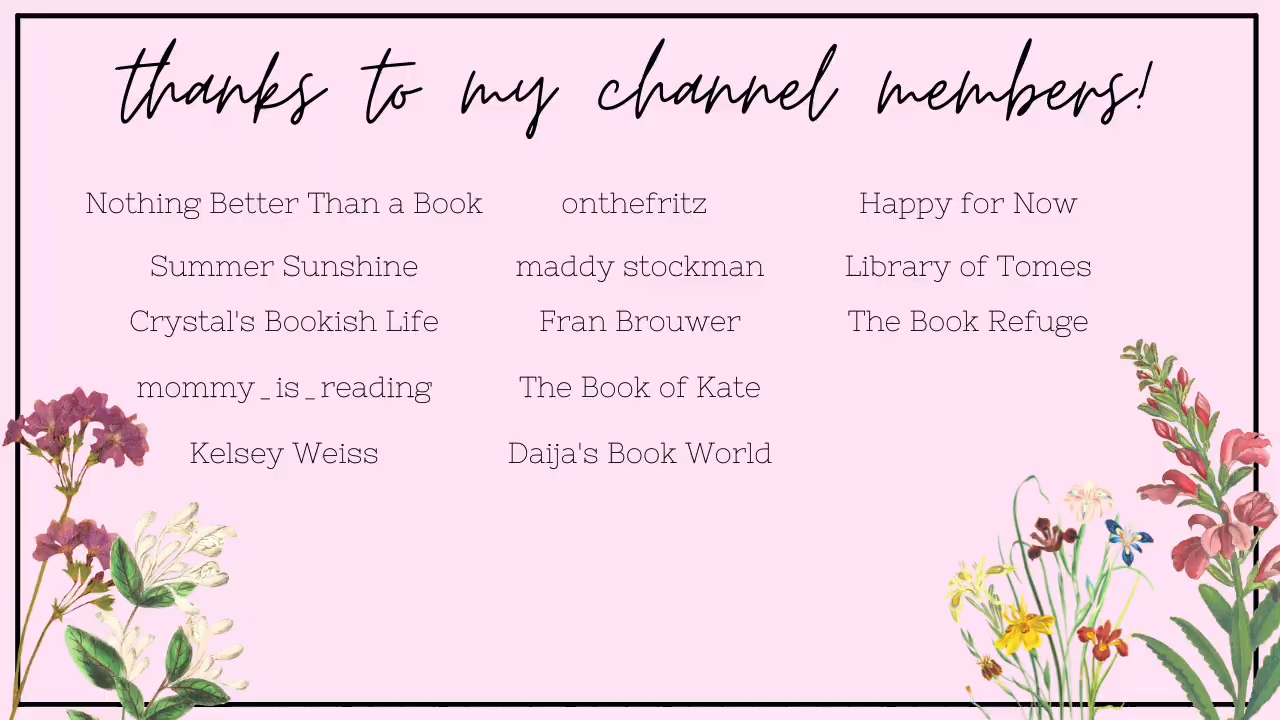 thanks to my channel members!
Nothing Better Than a Book
Summer Sunshine
Crystal's Bookish Life
mommy_is_reading
Kelsey Weiss
onthefritz
maddy stockman
Fran Brouwer
The Book of Kate
Daija's Book World
Happy for Now
Library of Tomes
The Book Refuge